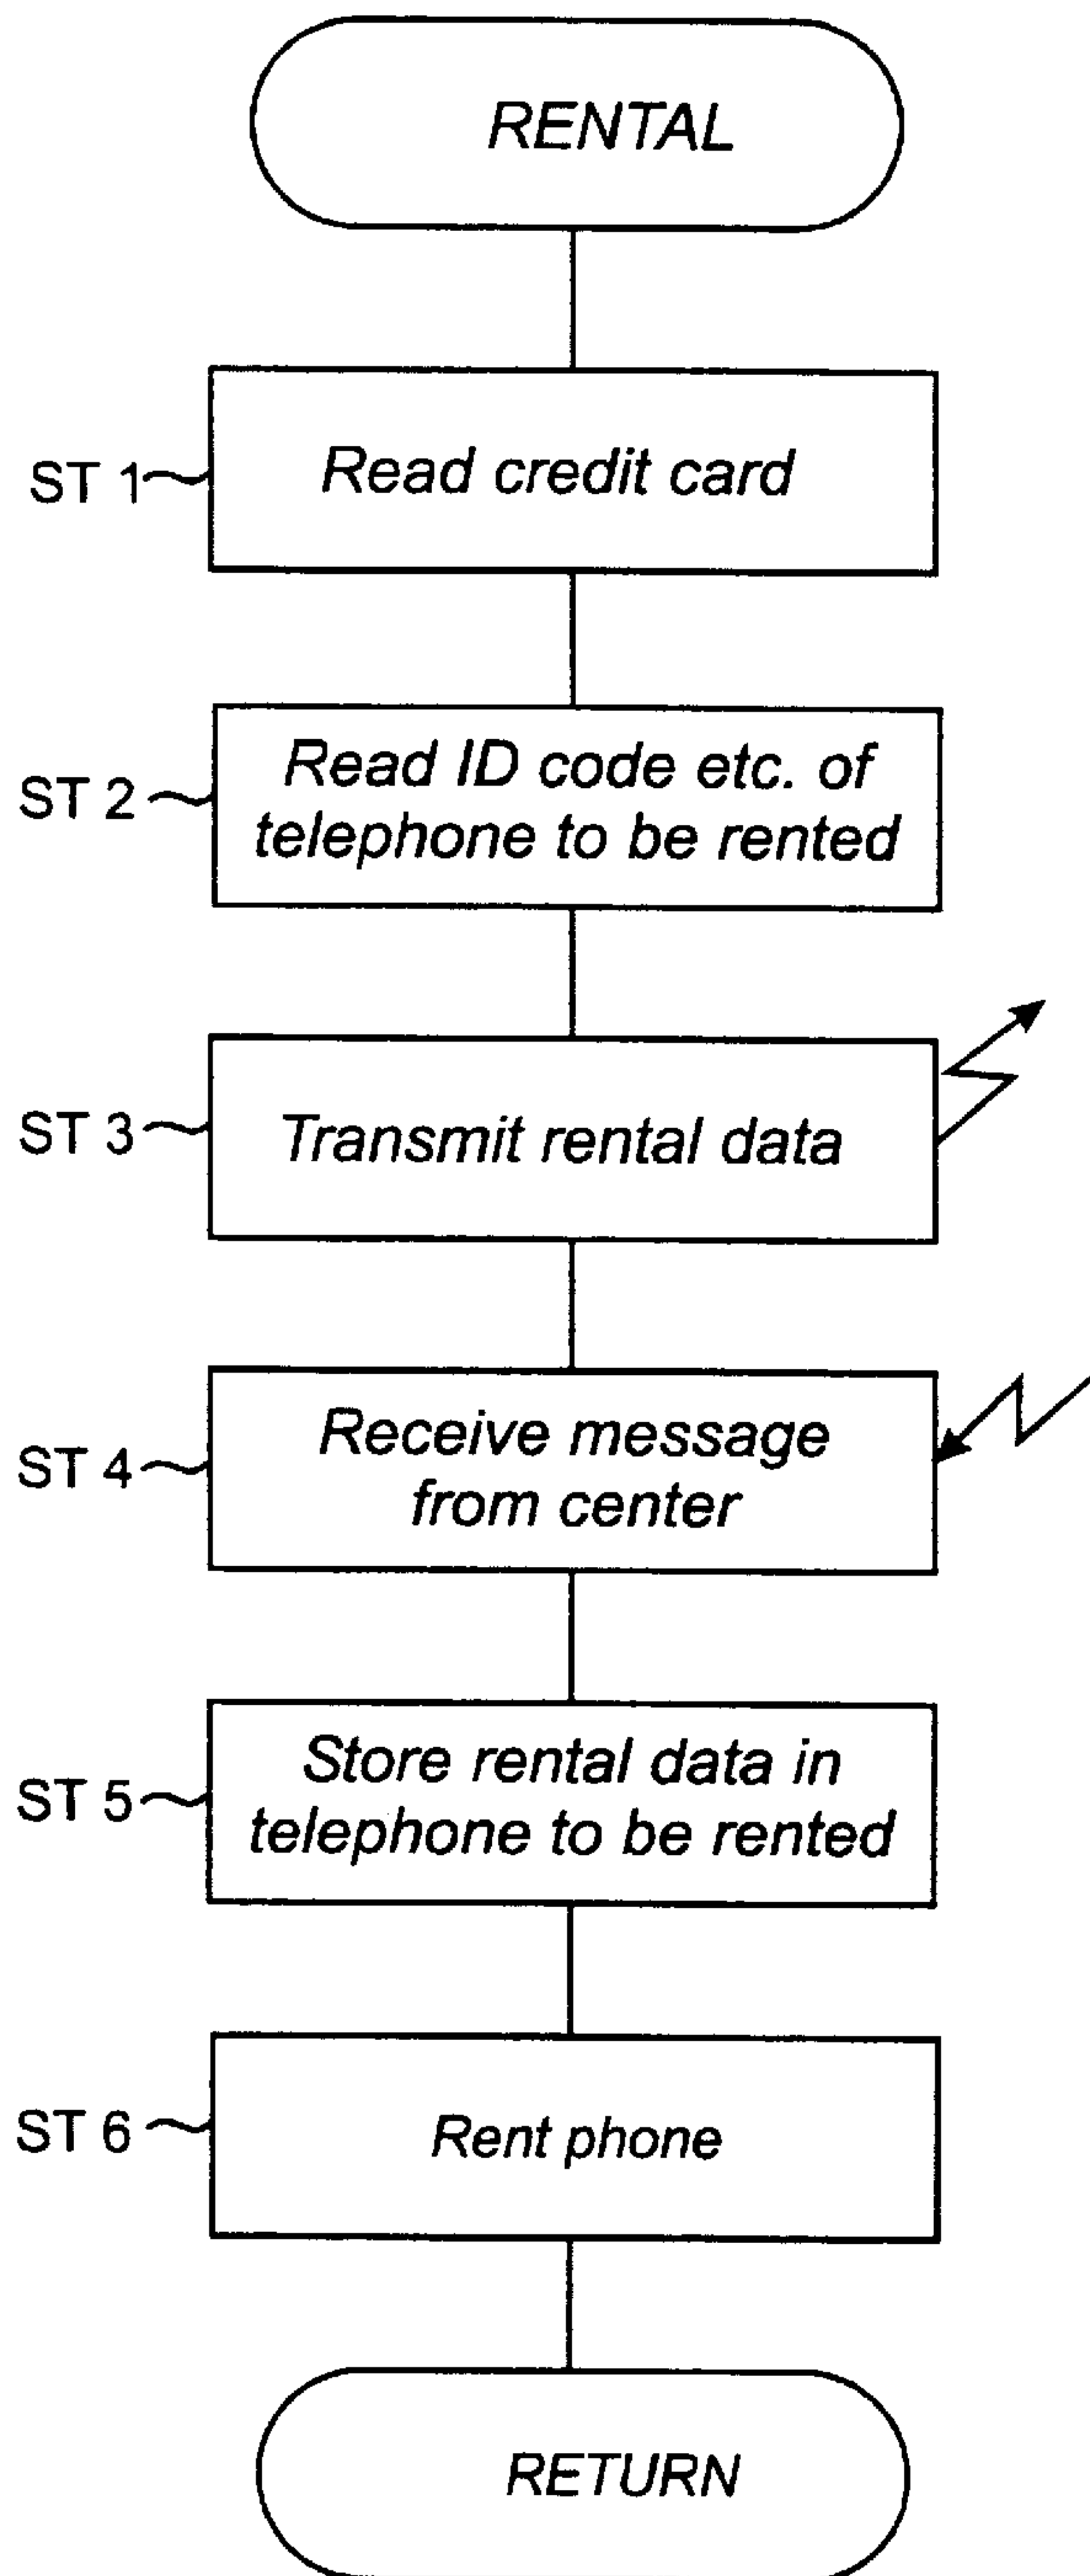 RENTAL
ST 1
Read credit card
ST 2
Read ID code etc. of
telephone to be rented
ST 3
Transmit rental data
ST 4
Receive message
from center
ST 5
Store rental data in
telephone to be rented
ST 6
Rent phone
RETURN